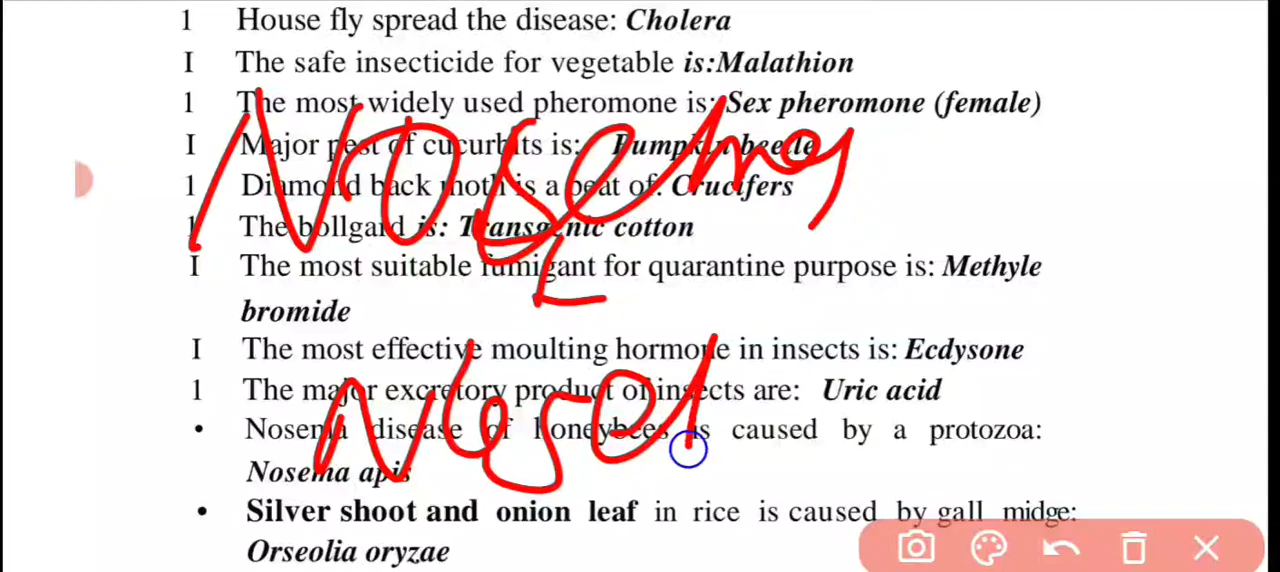 1 House fly spread the disease: Cholera
I The safe insecticide for vegetable is:Malathion
1 The most widely used pheromone is: Sex pheromone (female)
I Major pest of cucurbits is: Pumpkin beetle
1 Diamond back moth is a peat of: Crucifers
1 The bollgard is: Transgenic cotton
I The most suitable fumigant for quarantine purpose is: Methyle
bromide
I The most effective moulting hormone in insects is: Ecdysone
1 The major excretory product of insects are: Uric acid
• Nosema disease of honeybees is caused by a protozoa:
Nosema apis
• Silver shoot and onion leaf in rice is caused by gall midge:
Orseolia oryzae